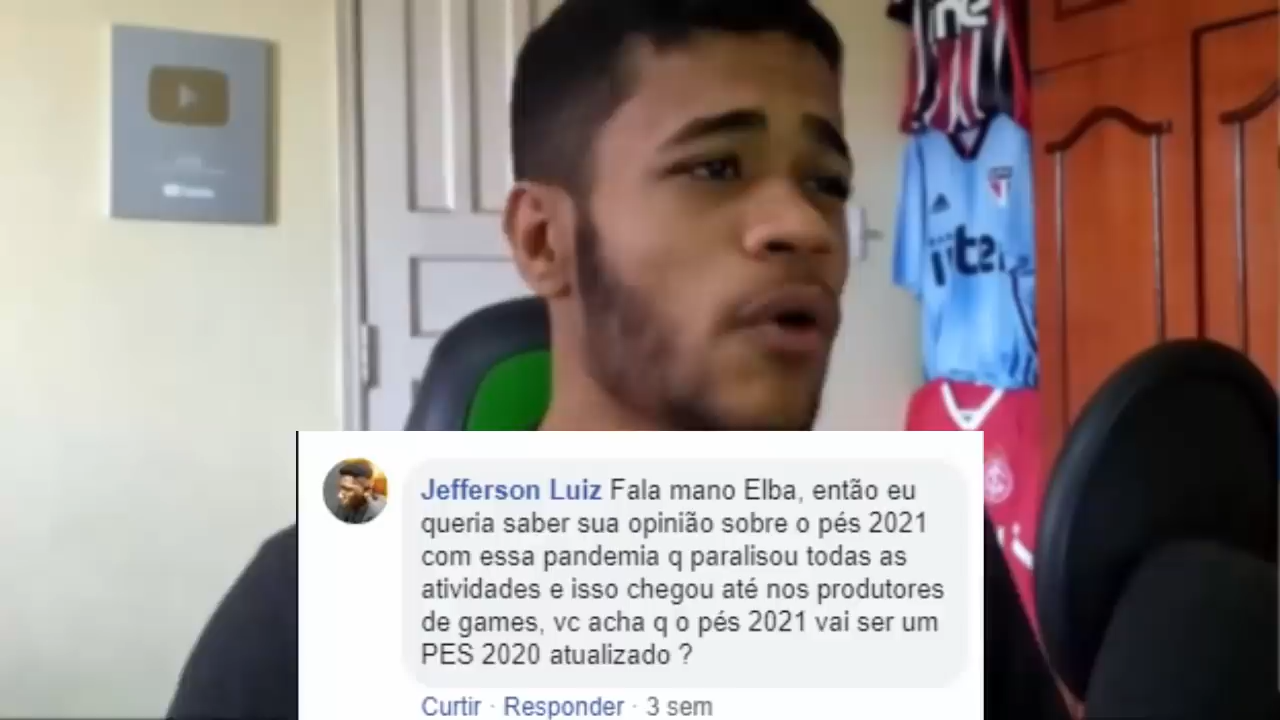 inter
Jefferson Luiz Fala mano Elba, então eu
queria saber sua opinião sobre o pés 2021
com essa pandemia q paralisou todas as
atividades e isso chegou até nos produtores
de games, vc acha q o pés 2021 vai ser um
PES 2020 atualizado ?
Curtir · Responder · 3 sem